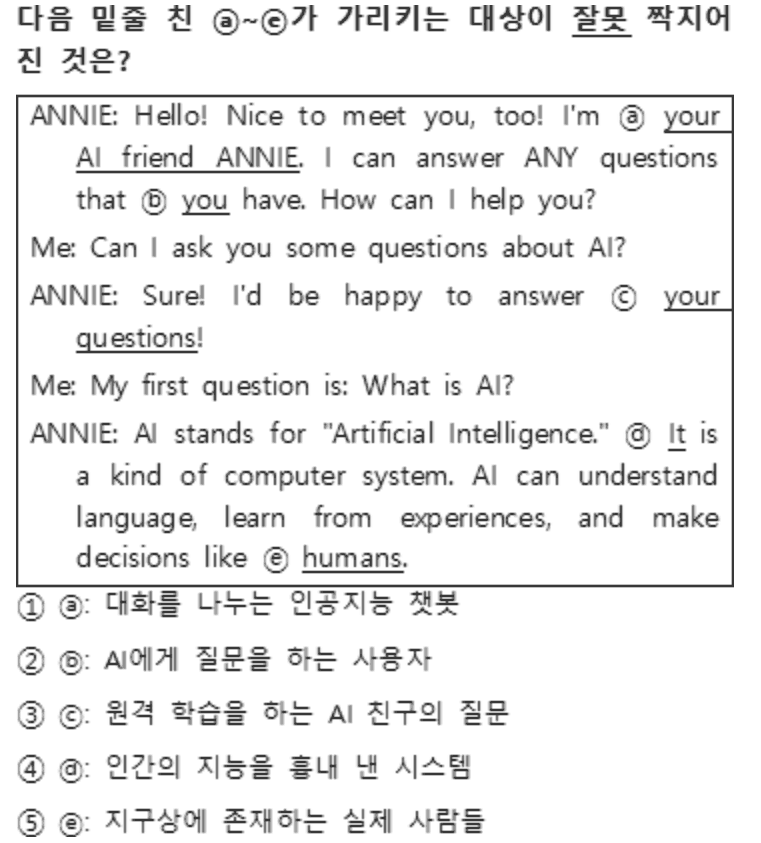 다음 밑줄 친 ⓐ~ⓔ가 가리키는 대상이 잘못 짝지어
진 것은?
ANNIE: Hello! Nice to meet you, too! I'm ⓐ your
AI friend ANNIE. I can answer ANY questions
that ⓑ you have. How can I help you?
Me: Can I ask you some questions about AI?
ANNIE: Sure! I'd be happy to answer ⓒ your
questions!
Me: My first question is: What is AI?
ANNIE: AI stands for "Artificial Intelligence." ⓓ It is
a kind of computer system. AI can understand
language, learn from experiences, and make
decisions like ⓔ humans.
① ⓐ: 대화를 나누는 인공지능 챗봇
② ⓑ: AI에게 질문을 하는 사용자
③ ⓒ: 원격 학습을 하는 AI 친구의 질문
④ ⓓ: 인간의 지능을 흉내 낸 시스템
⑤ ⓔ: 지구상에 존재하는 실제 사람들